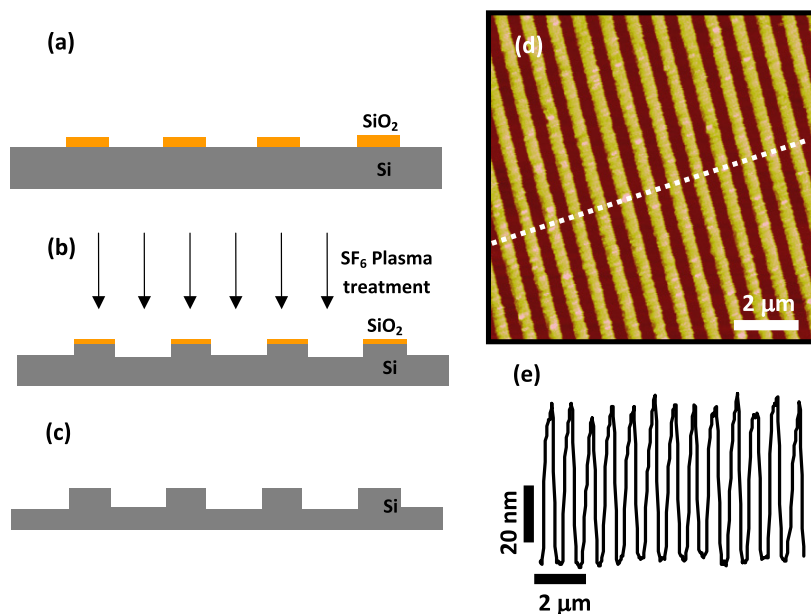 (a)
SiO₂
Si
(b)
SF₆ Plasma
treatment
SiO₂
Si
(c)
Si
(d)
2 µm
(e)
20 nm
2 µm